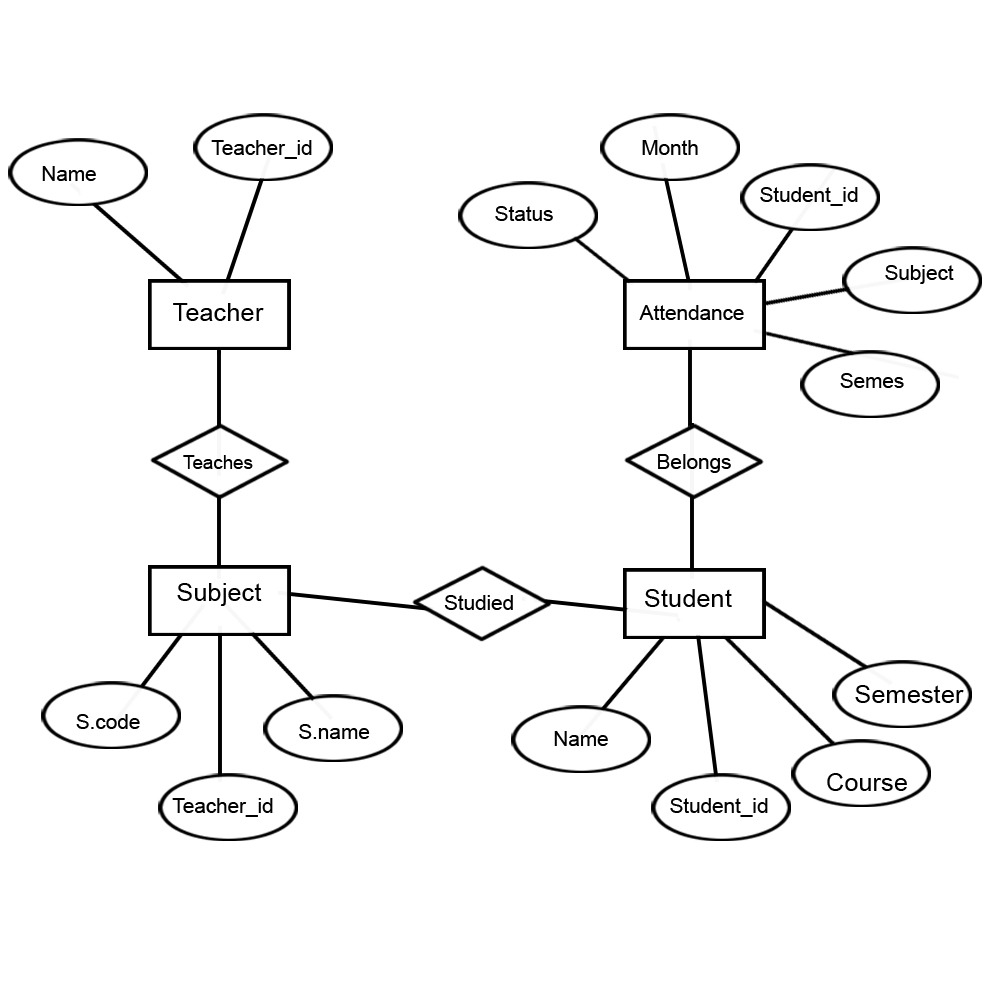 Name
Teacher_id
Teacher
Teaches
Subject
S.code
Teacher_id
S.name
Studied
Status
Month
Student_id
Subject
Semes
Attendance
Belongs
Student
Name
Student_id
Course
Semester